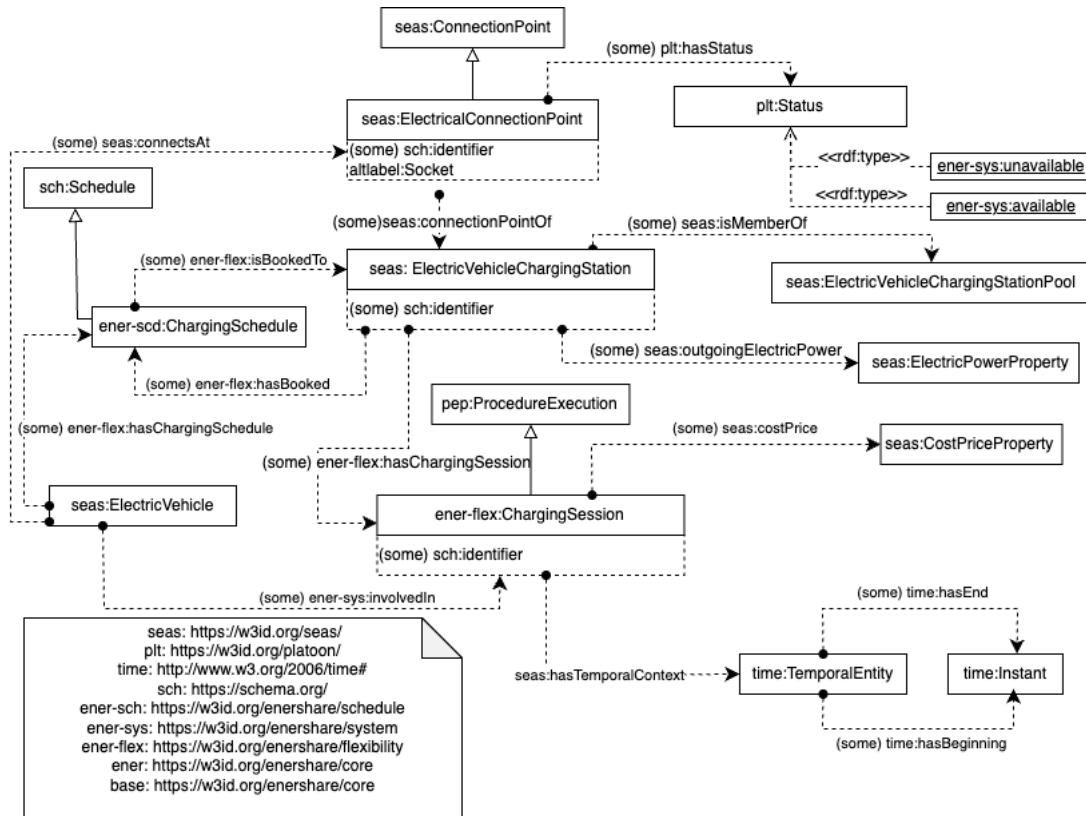 seas:ConnectionPoint
(some) plt:hasStatus
plt:Status
seas:ElectricalConnectionPoint
(some) seas:connectsAt
(some) sch:identifier
altlabel:Socket
<<rdf:type>>
ener-sys:unavailable
sch:Schedule
<<rdf:type>>
ener-sys:available
(some)seas:connectionPointOf
(some) seas:isMemberOf
(some) ener-flex:isBookedTo
seas: ElectricVehicleChargingStation
seas:ElectricVehicleChargingStationPool
(some) sch:identifier
ener-scd:ChargingSchedule
(some) seas:outgoingElectricPower
seas:ElectricPowerProperty
(some) ener-flex:hasBooked
pep:ProcedureExecution
(some) ener-flex:hasChargingSchedule
(some) seas:costPrice
seas:CostPriceProperty
(some) ener-flex:hasChargingSession
seas:ElectricVehicle
ener-flex:ChargingSession
(some) sch:identifier
(some) ener-sys:involvedIn
(some) time:hasEnd
seas: https://w3id.org/seas/
plt: https://w3id.org/platoon/
time: http://www.w3.org/2006/time#
sch: https://schema.org/
ener-sch: https://w3id.org/enershare/schedule
ener-sys: https://w3id.org/enershare/system
ener-flex: https://w3id.org/enershare/flexibility
ener: https://w3id.org/enershare/core
base: https://w3id.org/enershare/core
seas:hasTemporalContext
time:TemporalEntity
time:Instant
(some) time:hasBeginning